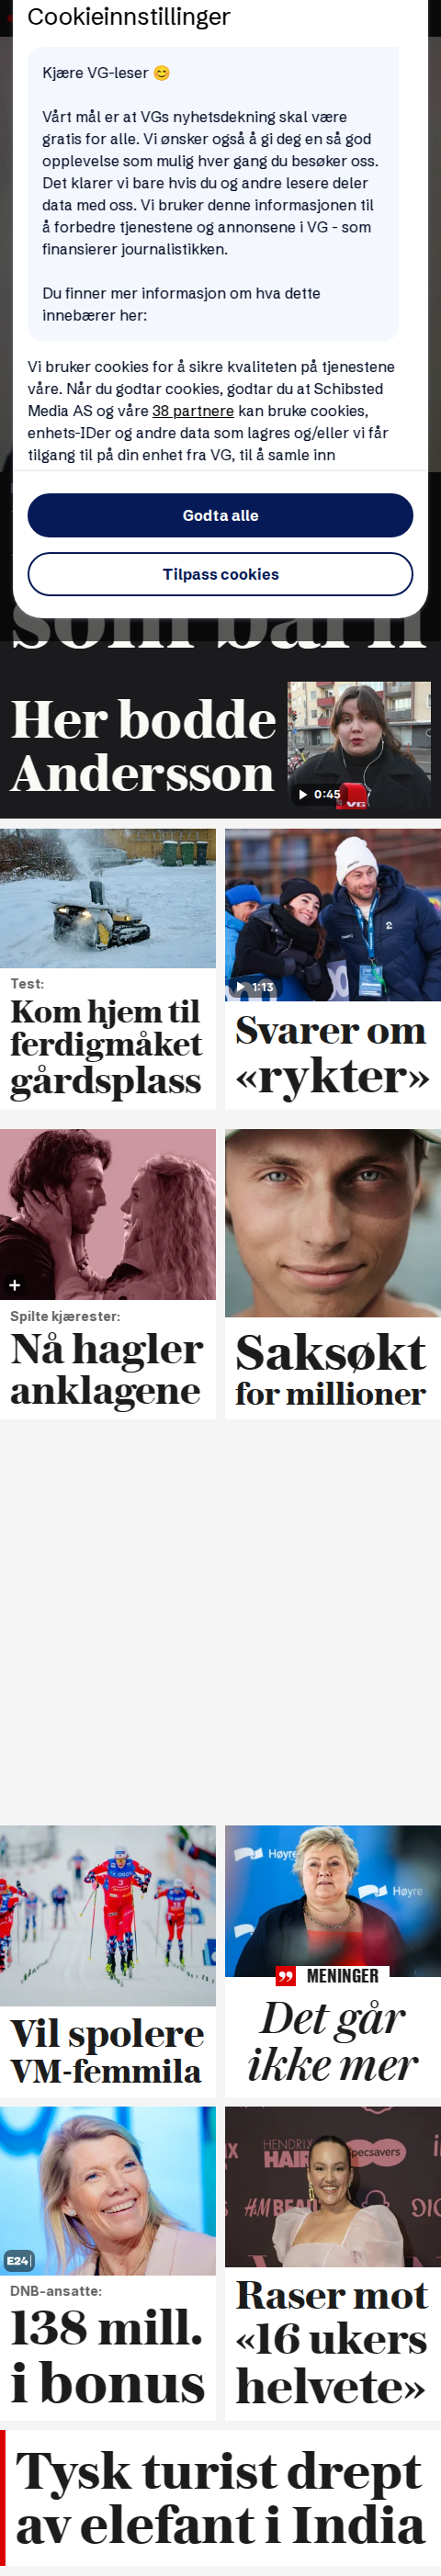 Cookieinnstillinger
Kjære VG-leser 😊
Vårt mål er at VGs nyhetsdekning skal være
gratis for alle. Vi ønsker også å gi deg en så god
opplevelse som mulig hver gang du besøker oss.
Det klarer vi bare hvis du og andre lesere deler
data med oss. Vi bruker denne informasjonen til
å forbedre tjenestene og annonsene i VG - som
finansierer journalistikken.
Du finner mer informasjon om hva dette
innebærer her:
Vi bruker cookies for å sikre kvaliteten på tjenestene
våre. Når du godtar cookies, godtar du at Schibsted
Media AS og våre 38 partnere kan bruke cookies,
enhets-IDer og andre data som lagres og/eller vi får
tilgang til på din enhet fra VG, til å samle inn
Godta alle
Tilpass cookies
som barn
Her bodde
Andersson
0:45
VG
1:13
Test:
Kom hjem til
ferdigmåket
gårdsplass
Svarer om
«rykter»
Spilte kjærester:
Nå hagler
anklagene
Saksøkt
for millioner
Høyre
Høyre
MENINGER
Vil spolere
VM-femmila
Det går
ikke mer
E24
HENDRIX
HAIR
Specsavers
H&M BEAU
DNB-ansatte:
138 mill.
i bonus
Raser mot
«16 ukers
helvete»
Tysk turist drept
av elefant i India